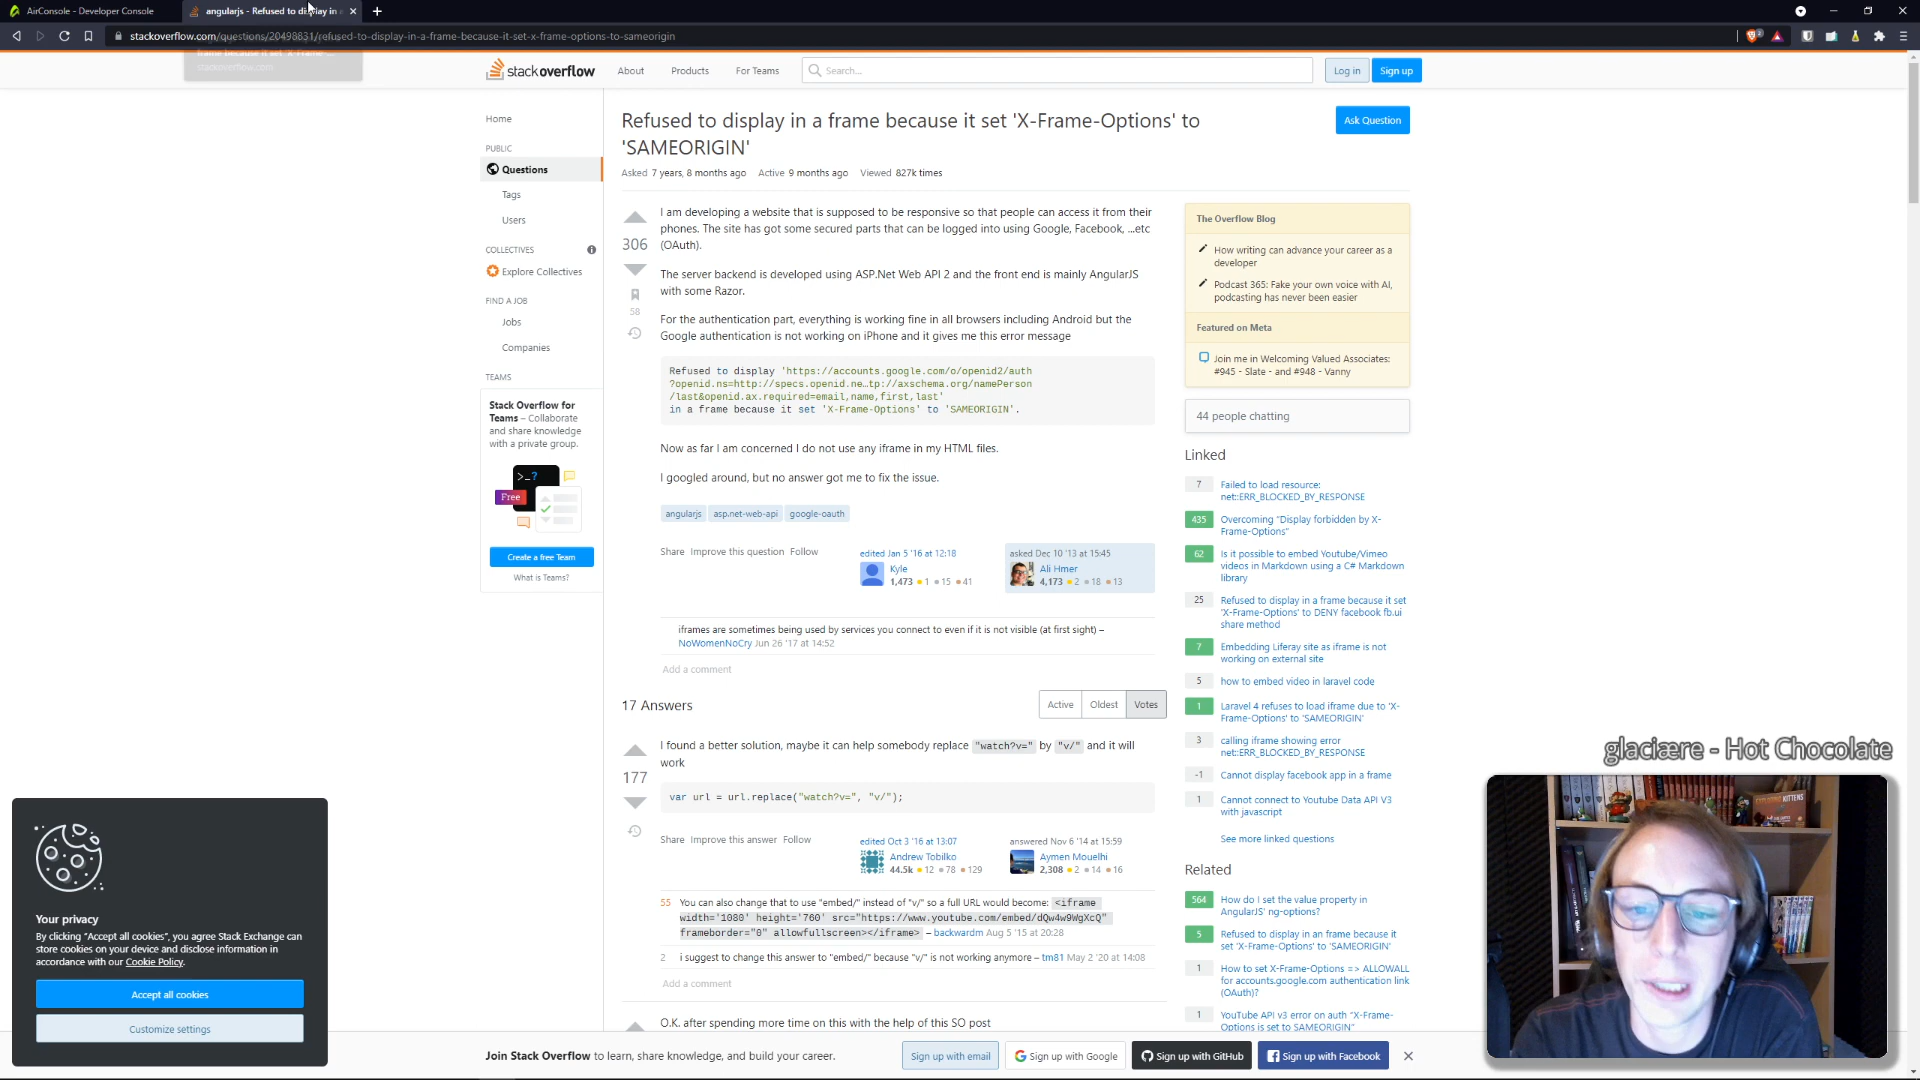 AirConsole - Developer Console
angularjs - Refused to display in
stackoverflow.com/questions/20498831/refused-to-display-in-a-frame-because-it-set-x-frame-options-to-sameorigin
stackoverflow.com
stackoverflow
About
Products
For Teams
Search...
Log in
Sign up
Home
PUBLIC
Questions
Tags
Users
COLLECTIVES
Explore Collectives
FIND A JOB
Jobs
Companies
TEAMS
Stack Overflow for
Teams – Collaborate
and share knowledge
with a private group.
>_?
Free
Create a free Team
What is Teams?
Refused to display in a frame because it set 'X-Frame-Options' to
'SAMEORIGIN'
Ask Question
Asked 7 years, 8 months ago Active 9 months ago Viewed 827k times
306
58
I am developing a website that is supposed to be responsive so that people can access it from their
phones. The site has got some secured parts that can be logged into using Google, Facebook, ...etc
(OAuth).
The server backend is developed using ASP.Net Web API 2 and the front end is mainly AngularJS
with some Razor.
For the authentication part, everything is working fine in all browsers including Android but the
Google authentication is not working on iPhone and it gives me this error message
Refused to display 'https://accounts.google.com/o/openid2/auth
?openid.ns=http://specs.openid.ne…tp://axschema.org/namePerson
/last&openid.ax.required=email,name,first,last'
in a frame because it set 'X-Frame-Options' to 'SAMEORIGIN'.
Now as far I am concerned I do not use any iframe in my HTML files.
I googled around, but no answer got me to fix the issue.
angularjs asp.net-web-api google-oauth
Share Improve this question Follow
edited Jan 5 '16 at 12:18
Kyle
1,473 1 15 41
asked Dec 10 '13 at 15:45
Ali Hmer
4,173 2 18 13
iframes are sometimes being used by services you connect to even if it is not visible (at first sight) –
NoWomenNoCry Jun 26 '17 at 14:52
Add a comment
17 Answers
Active Oldest Votes
177
I found a better solution, maybe it can help somebody replace "watch?v=" by "v/" and it will
work
var url = url.replace("watch?v=", "v/");
Share Improve this answer Follow
edited Oct 3 '16 at 13:07
Andrew Tobilko
44.5k 12 78 129
answered Nov 6 '14 at 15:59
Aymen Mouelhi
2,308 2 14 16
55 You can also change that to use "embed/" instead of "v/" so a full URL would become: <iframe
width='1080' height='760' src="https://www.youtube.com/embed/dQw4w9WgXcQ"
frameborder="0" allowfullscreen></iframe> – backwardm Aug 5 '15 at 20:28
2 i suggest to change this answer to "embed/" because "v/" is not working anymore – tm81 May 2 '20 at 14:08
Add a comment
O.K. after spending more time on this with the help of this SO post
The Overflow Blog
How writing can advance your career as a
developer
Podcast 365: Fake your own voice with AI,
podcasting has never been easier
Featured on Meta
Join me in Welcoming Valued Associates:
#945 - Slate - and #948 - Vanny
44 people chatting
Linked
7 Failed to load resource:
net::ERR_BLOCKED_BY_RESPONSE
435 Overcoming "Display forbidden by X-
Frame-Options"
62 Is it possible to embed Youtube/Vimeo
videos in Markdown using a C# Markdown
library
25 Refused to display in a frame because it set
'X-Frame-Options' to DENY facebook fb.ui
share method
7 Embedding Liferay site as iframe is not
working on external site
5 how to embed video in laravel code
1 Laravel 4 refuses to load iframe due to 'X-
Frame-Options' to 'SAMEORIGIN'
3 calling iframe showing error
net::ERR_BLOCKED_BY_RESPONSE
-1 Cannot display facebook app in a frame
1 Cannot connect to Youtube Data API V3
with javascript
See more linked questions
Related
564 How do I set the value property in
AngularJS' ng-options?
5 Refused to display in an frame because it
set 'X-Frame-Options' to 'SAMEORIGIN'
1 How to set X-Frame-Options => ALLOWALL
for accounts.google.com authentication link
(OAuth)?
1 YouTube API v3 error on auth "X-Frame-
Options is set to SAMEORIGIN"
glaciære - Hot Chocolate
KITTENS
Your privacy
By clicking "Accept all cookies", you agree Stack Exchange can
store cookies on your device and disclose information in
accordance with our Cookie Policy.
Accept all cookies
Customize settings
Join Stack Overflow to learn, share knowledge, and build your career.
Sign up with email
Sign up with Google
Sign up with GitHub
Sign up with Facebook